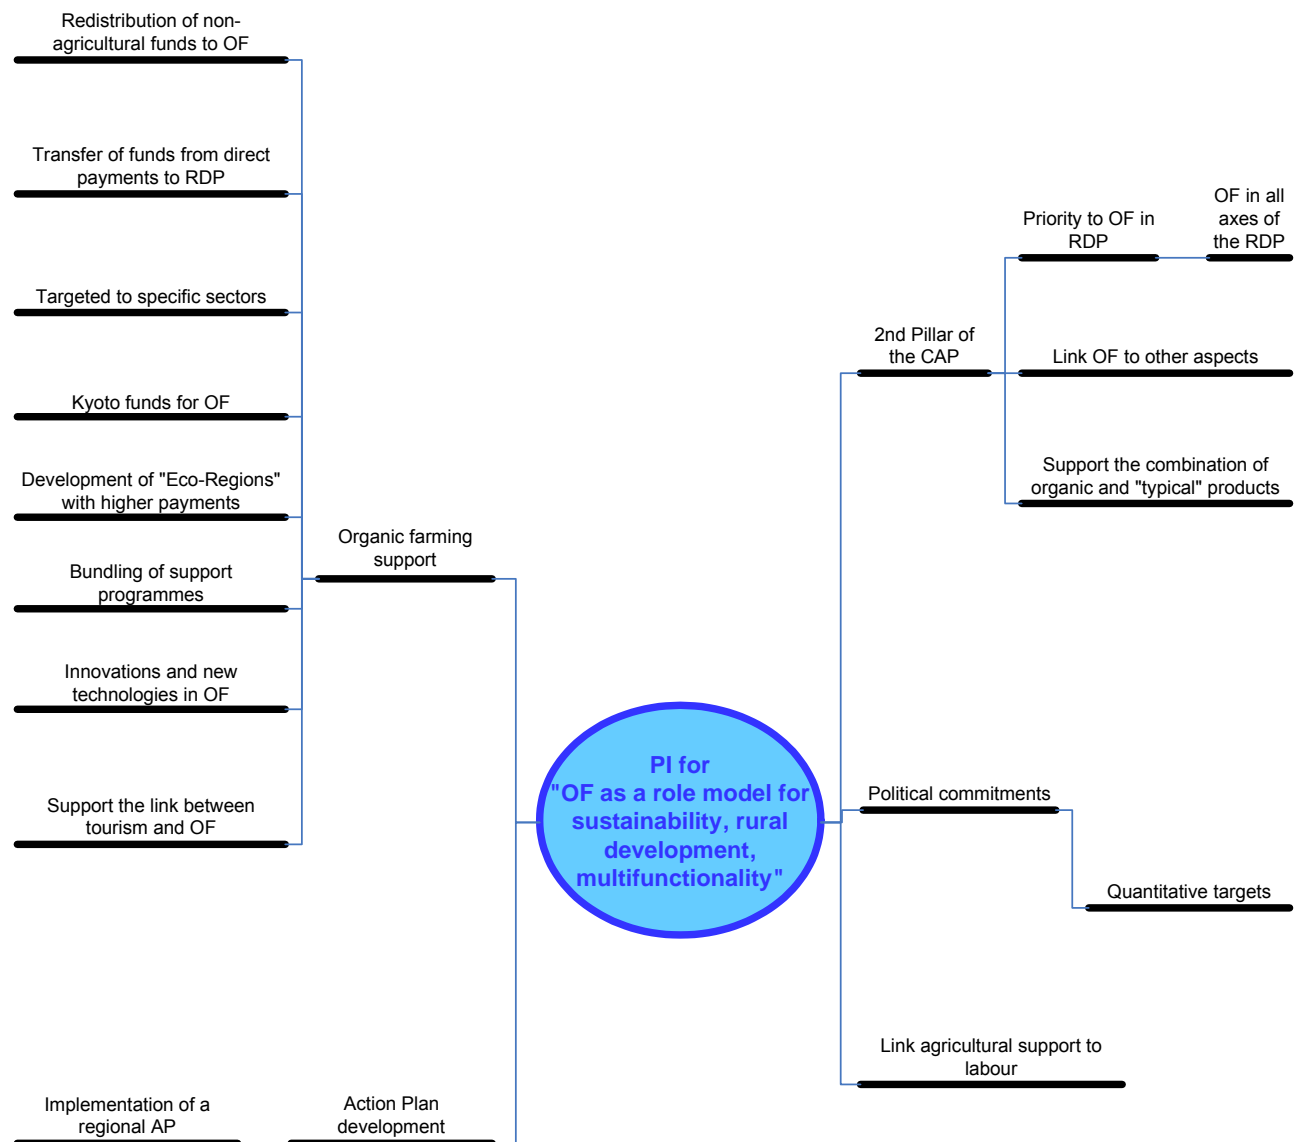 Redistribution of non-
agricultural funds to OF
Transfer of funds from direct
payments to RDP
Targeted to specific sectors
Kyoto funds for OF
Development of "Eco-Regions"
with higher payments
Bundling of support
programmes
Innovations and new
technologies in OF
Support the link between
tourism and OF
Organic farming
support
Implementation of a
regional AP
Action Plan
development
PI for
"OF as a role model for
sustainability, rural
development,
multifunctionality"
2nd Pillar of
the CAP
Priority to OF in
RDP
OF in all
axes of
the RDP
Link OF to other aspects
Support the combination of
organic and "typical" products
Political commitments
Quantitative targets
Link agricultural support to
labour